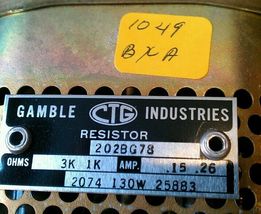 1049
BXA
GAMBLE CTG INDUSTRIES
RESISTOR
202BG78
OHMS 3K 1K AMP. .15 .26
2074 130W 25883